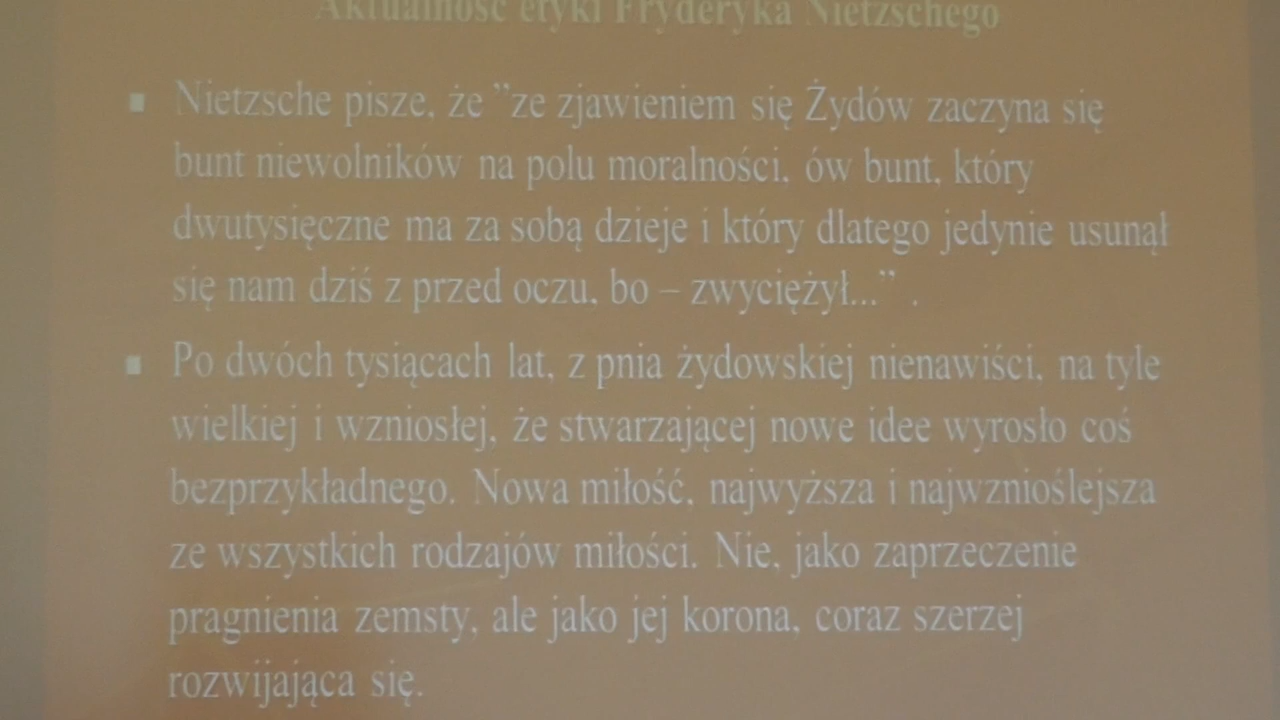 Aktualność etyki Fryderyka Nietzschego
Nietzsche pisze, że ”ze zjawieniem się Żydów zaczyna się
bunt niewolników na polu moralności, ów bunt, który
dwutysięczne ma za sobą dzieje i który dlatego jedynie usunął
się nam dziś z przed oczu, bo – zwyciężył...” .
Po dwóch tysiącach lat, z pnia żydowskiej nienawiści, na tyle
wielkiej i wzniosłej, że stwarzającej nowe idee wyrosło coś
bezprzykładnego. Nowa miłość, najwyższa i najwznioślejsza
ze wszystkich rodzajów miłości. Nie, jako zaprzeczenie
pragnienia zemsty, ale jako jej korona, coraz szerzej
rozwijająca się.